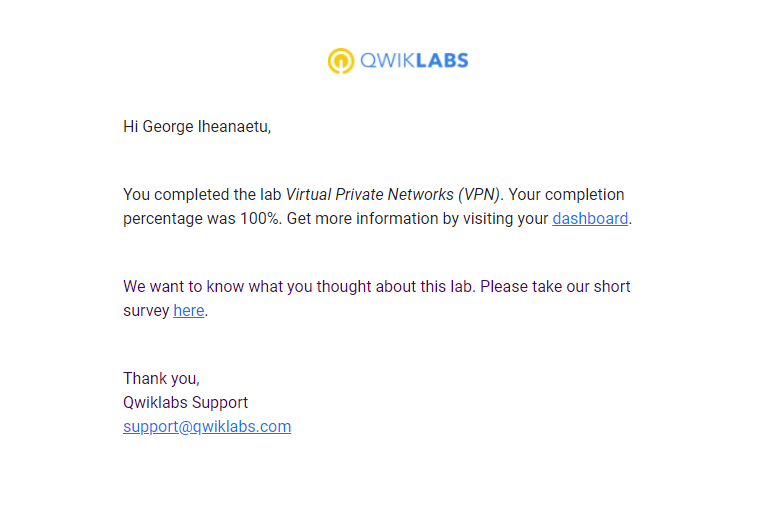 QWIKLABS
Hi George Iheanaetu,
You completed the lab Virtual Private Networks (VPN). Your completion
percentage was 100%. Get more information by visiting your dashboard.
We want to know what you thought about this lab. Please take our short
survey here.
Thank you,
Qwiklabs Support
support@qwiklabs.com